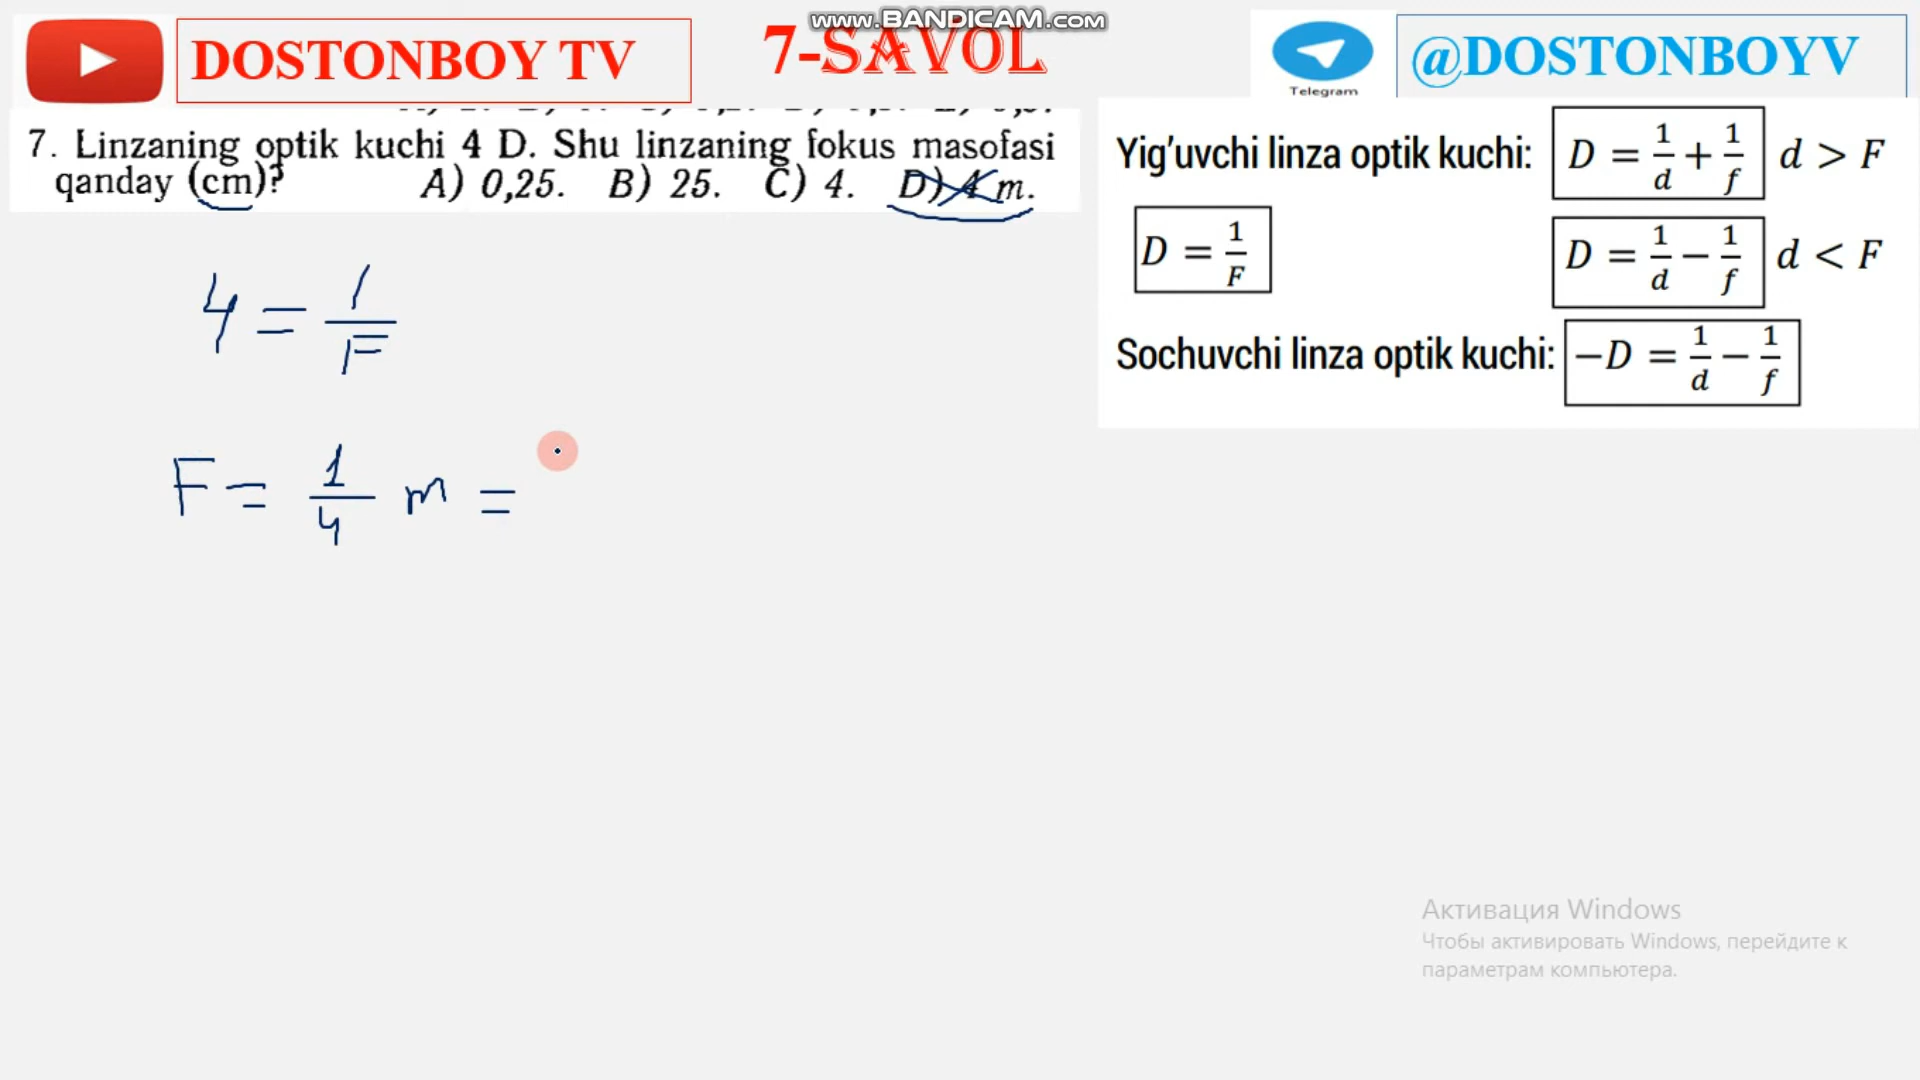 www.BANDICAM.com
DOSTONBOY TV
7-SAVOL
Telegram
@DOSTONBOYV
7. Linzaning optik kuchi 4 D. Shu linzaning fokus masofasi
qanday (cm)? A) 0,25. B) 25. C) 4. D) 4 m.
Yig'uvchi linza optik kuchi: D = 1/d + 1/f d > F
D = 1/F
D = 1/d − 1/f d < F
Sochuvchi linza optik kuchi: −D = 1/d − 1/f
4 = 1/F
F = 1/4 m =
Активация Windows
Чтобы активировать Windows, перейдите к
параметрам компьютера.